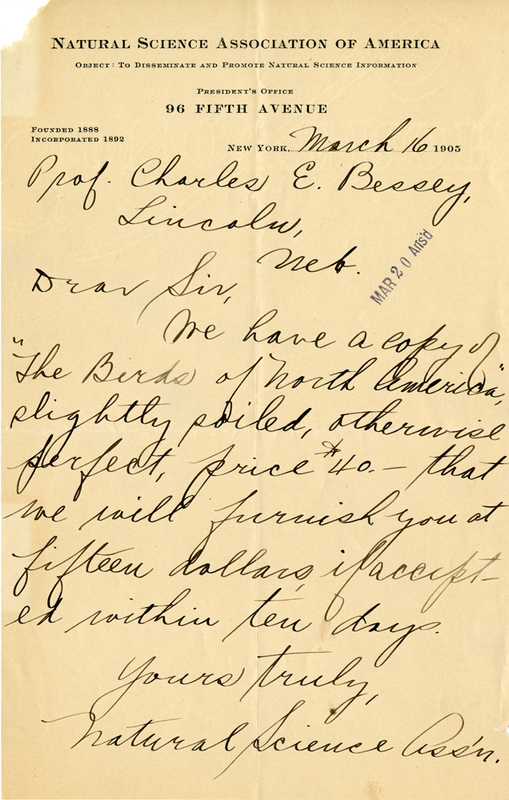 NATURAL SCIENCE ASSOCIATION OF AMERICA
OBJECT: TO DISSEMINATE AND PROMOTE NATURAL SCIENCE INFORMATION
PRESIDENT'S OFFICE
96 FIFTH AVENUE
FOUNDED 1888
INCORPORATED 1892
NEW YORK, March 16 1905
Prof. Charles E. Bessey,
Lincoln,
Neb.
MAR 20 Ans'd
Dear Sir,
We have a copy of
"The Birds of North America",
slightly soiled, otherwise
perfect, price $40.— that
we will furnish you at
fifteen dollars if accept-
ed within ten days.
Yours truly,
Natural Science Ass'n.